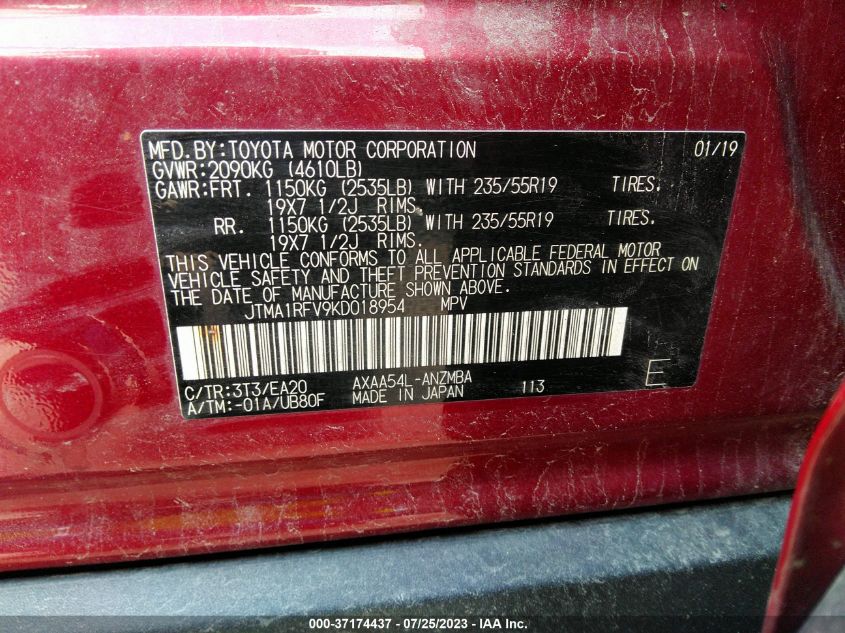 MFD.BY:TOYOTA MOTOR CORPORATION 01/19
GVWR:2090KG (4610LB)
GAWR:FRT. 1150KG (2535LB) WITH 235/55R19 TIRES.
19X7 1/2J RIMS.
RR. 1150KG (2535LB) WITH 235/55R19 TIRES.
19X7 1/2J RIMS.
THIS VEHICLE CONFORMS TO ALL APPLICABLE FEDERAL MOTOR
VEHICLE SAFETY AND THEFT PREVENTION STANDARDS IN EFFECT ON
THE DATE OF MANUFACTURE SHOWN ABOVE.
JTMA1RFV9KD018954 MPV
C/TR:3T3/EA20 AXAA54L-ANZMBA 113 E
A/TM:-01A/UB80F MADE IN JAPAN
000-37174437 - 07/25/2023 - IAA Inc.